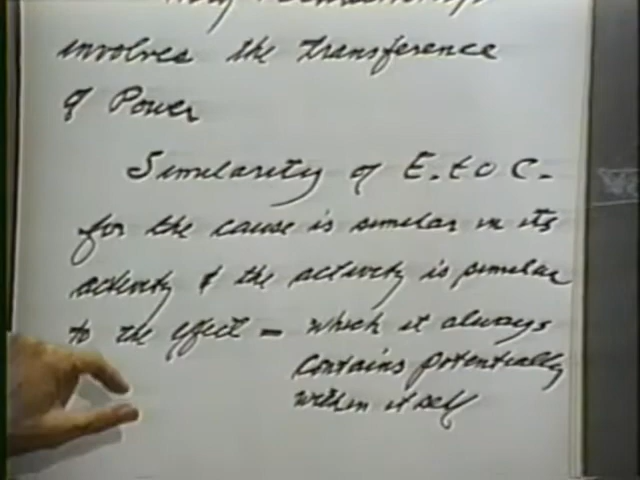 involves the transference
of Power
Similarity of E. to C.
for the cause is similar in its
activity & the activity is similar
to the effect – which it always
contains potentially
within itself